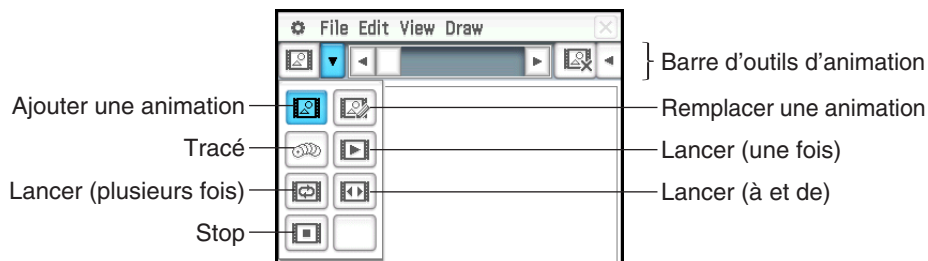 File Edit View Draw
Barre d'outils d'animation
Ajouter une animation
Remplacer une animation
Tracé
Lancer (une fois)
Lancer (plusieurs fois)
Lancer (à et de)
Stop